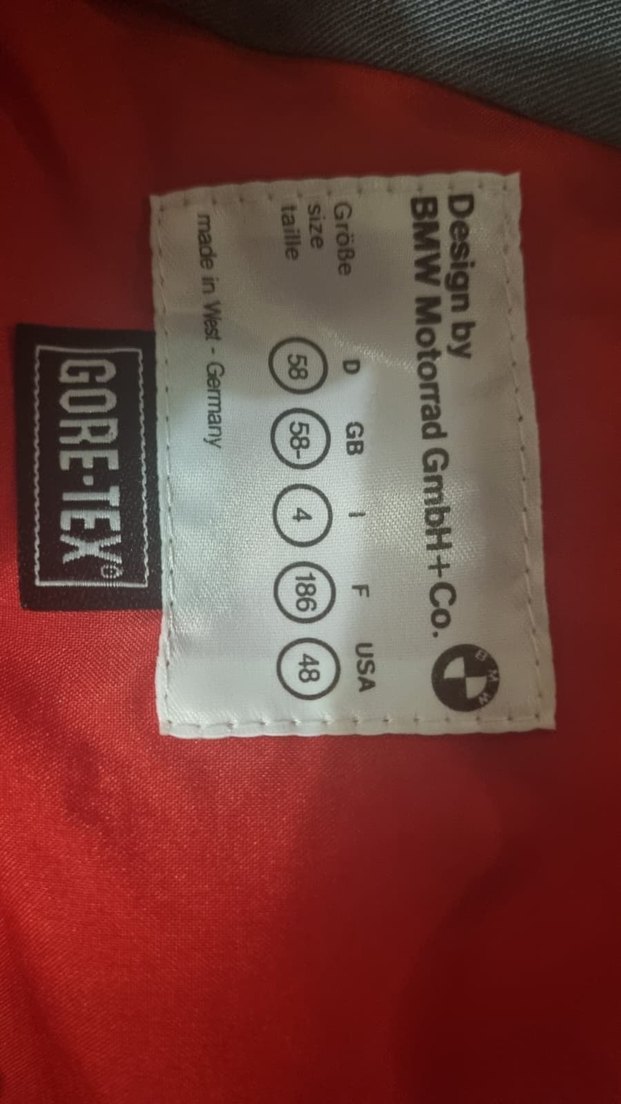 Design by
BMW Motorrad GmbH+Co.
BMW
D GB I F USA
Größe
size
taille
58 58- 4 186 48
made in West - Germany
GORE-TEX®